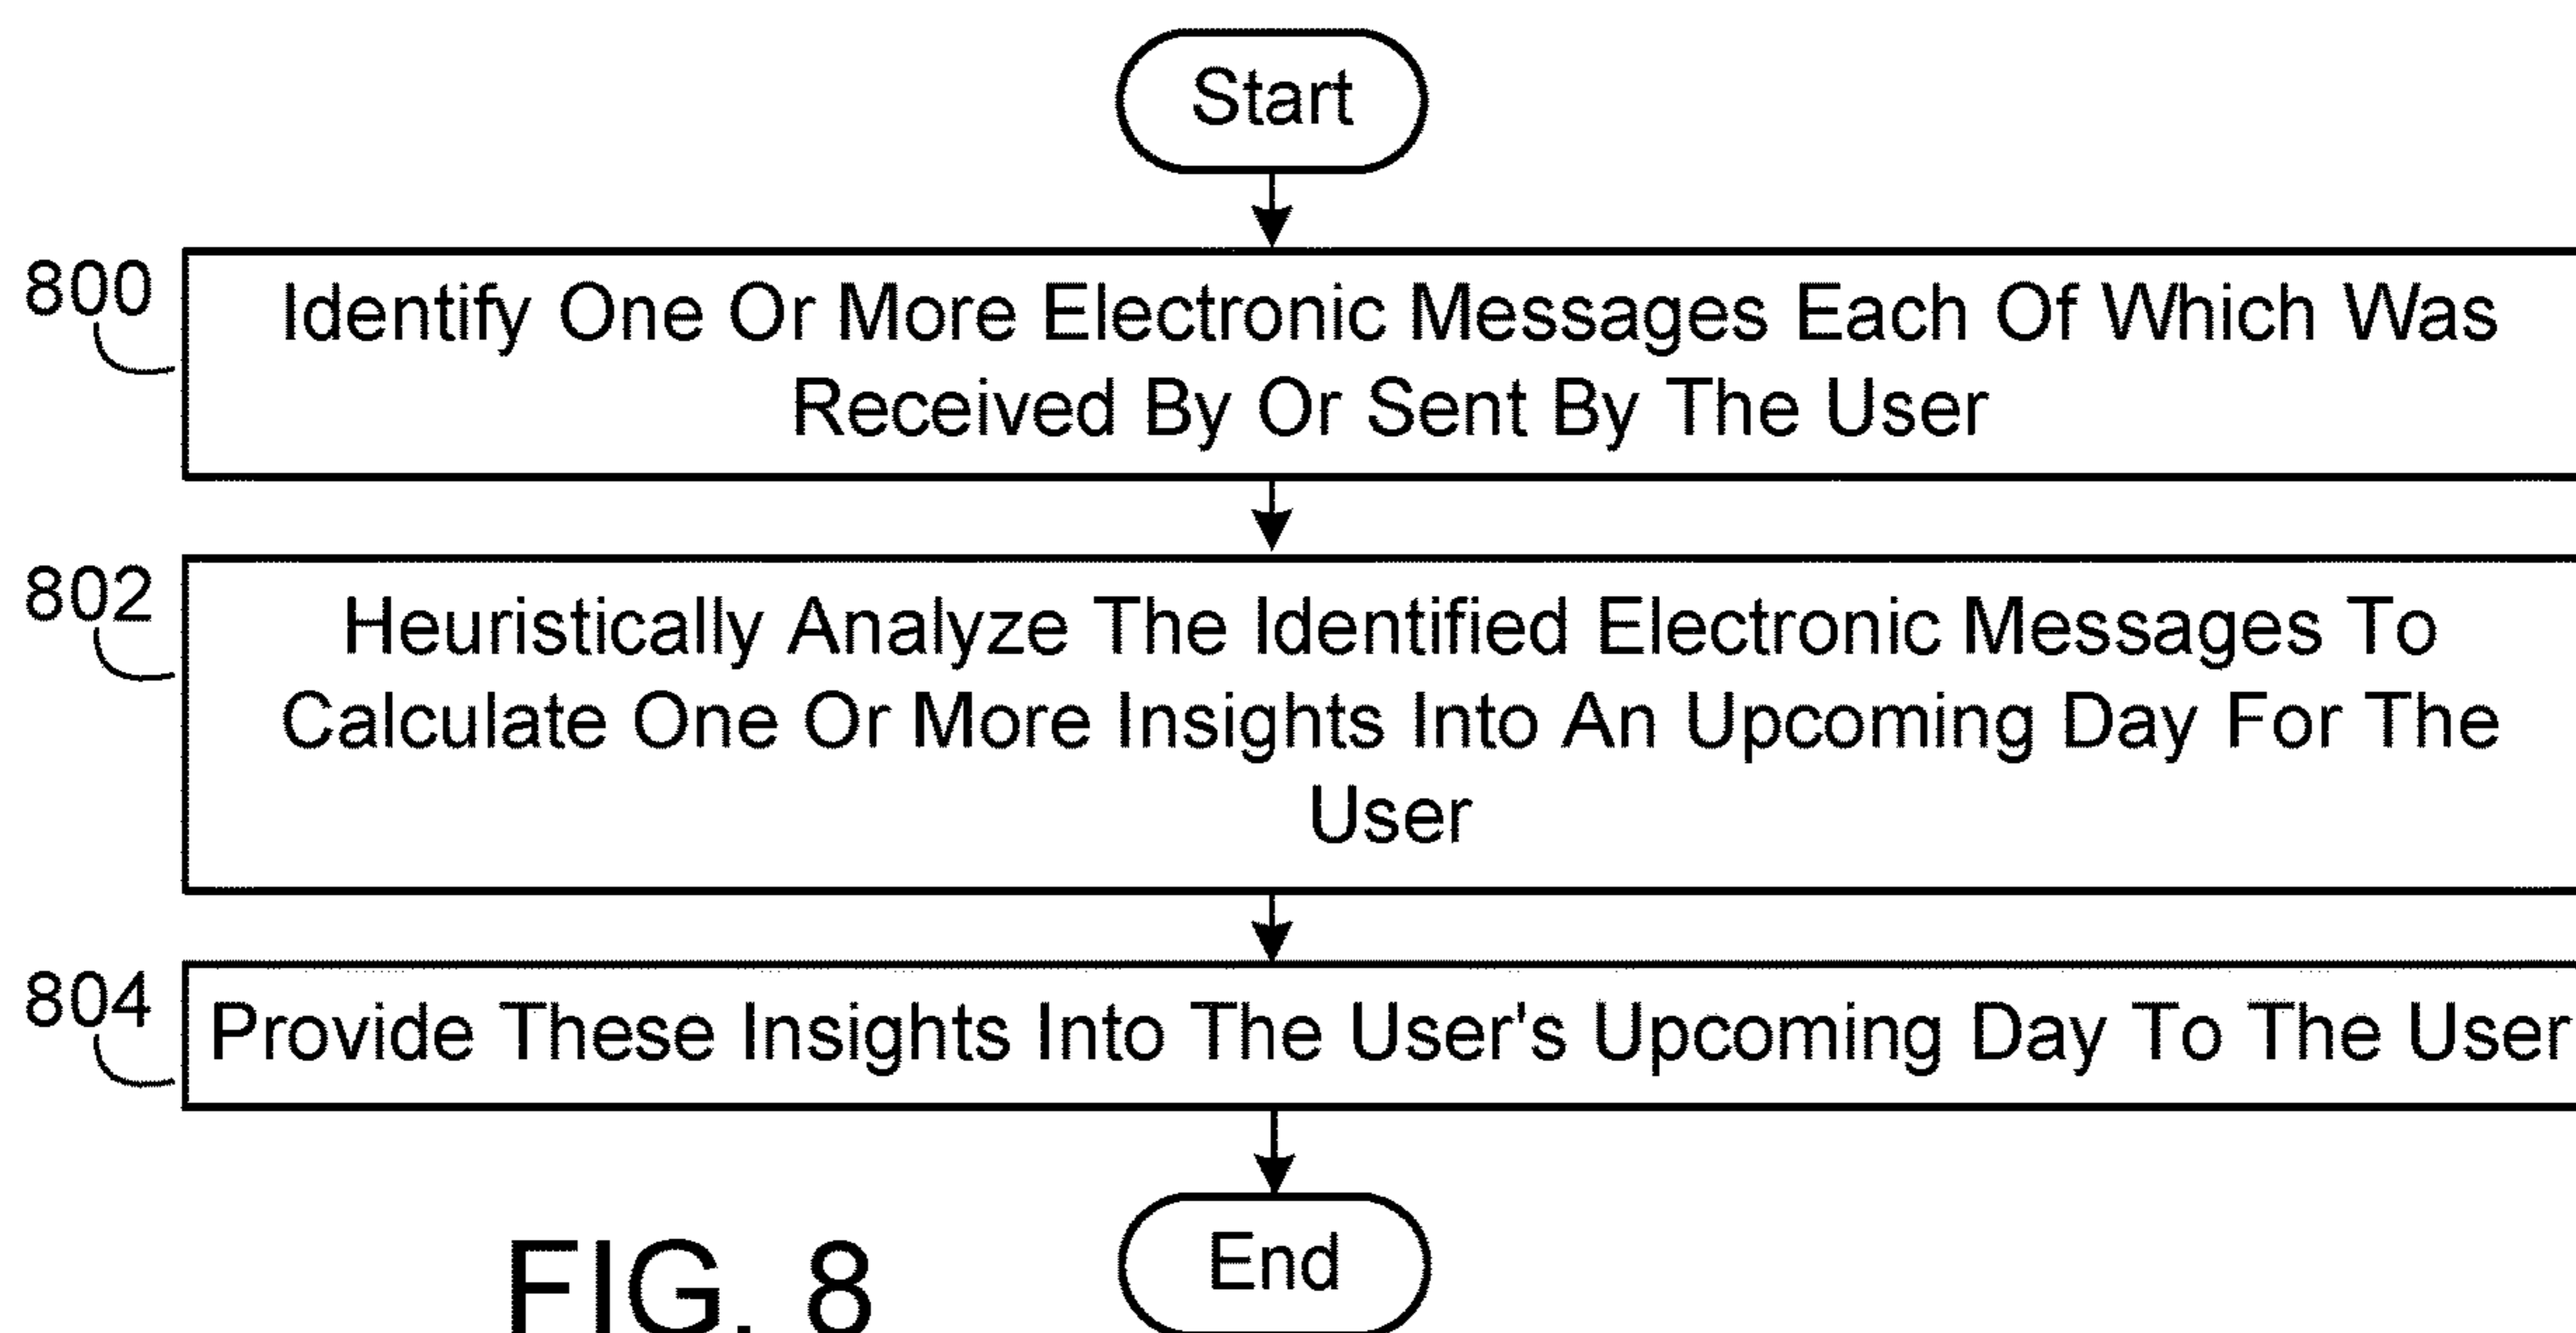 Start
800
Identify One Or More Electronic Messages Each Of Which Was
Received By Or Sent By The User
802
Heuristically Analyze The Identified Electronic Messages To
Calculate One Or More Insights Into An Upcoming Day For The
User
804
Provide These Insights Into The User's Upcoming Day To The User
End
FIG. 8